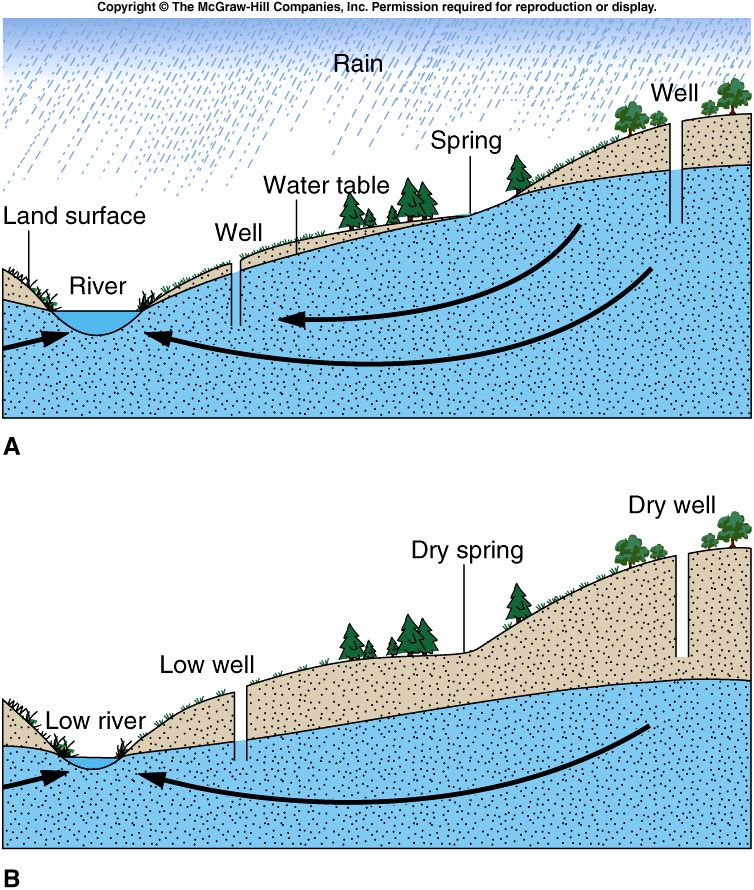 Copyright © The McGraw-Hill Companies, Inc. Permission required for reproduction or display.
Rain
Well
Spring
Water table
Land surface
Well
River
A
Dry well
Dry spring
Low well
Low river
B